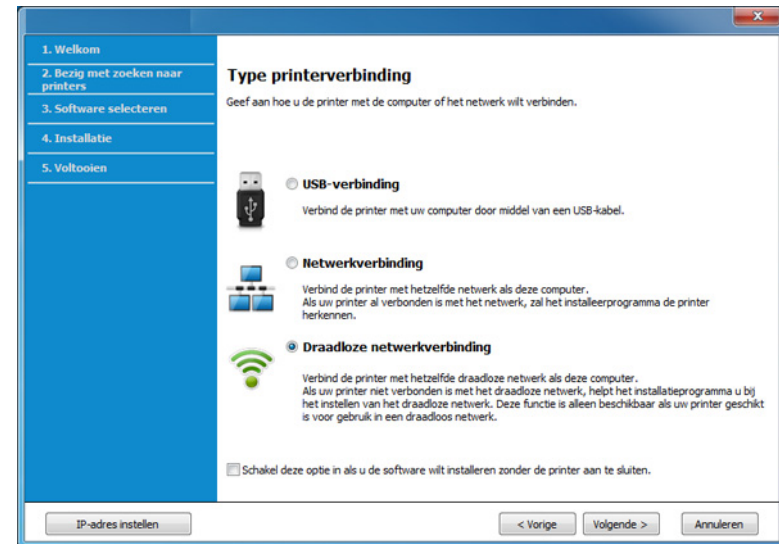 1. Welkom
2. Bezig met zoeken naar
printers
3. Software selecteren
4. Installatie
5. Voltooien
Type printerverbinding
Geef aan hoe u de printer met de computer of het netwerk wilt verbinden.
USB-verbinding
Verbind de printer met uw computer door middel van een USB-kabel.
Netwerkverbinding
Verbind de printer met hetzelfde netwerk als deze computer.
Als uw printer al verbonden is met het netwerk, zal het installeerprogramma de printer
herkennen.
Draadloze netwerkverbinding
Verbind de printer met hetzelfde draadloze netwerk als deze computer.
Als uw printer niet verbonden is met het draadloze netwerk, helpt het installatieprogramma u bij
het instellen van het draadloze netwerk. Deze functie is alleen beschikbaar als uw printer geschikt
is voor gebruik in een draadloos netwerk.
Schakel deze optie in als u de software wilt installeren zonder de printer aan te sluiten.
IP-adres instellen
< Vorige
Volgende >
Annuleren